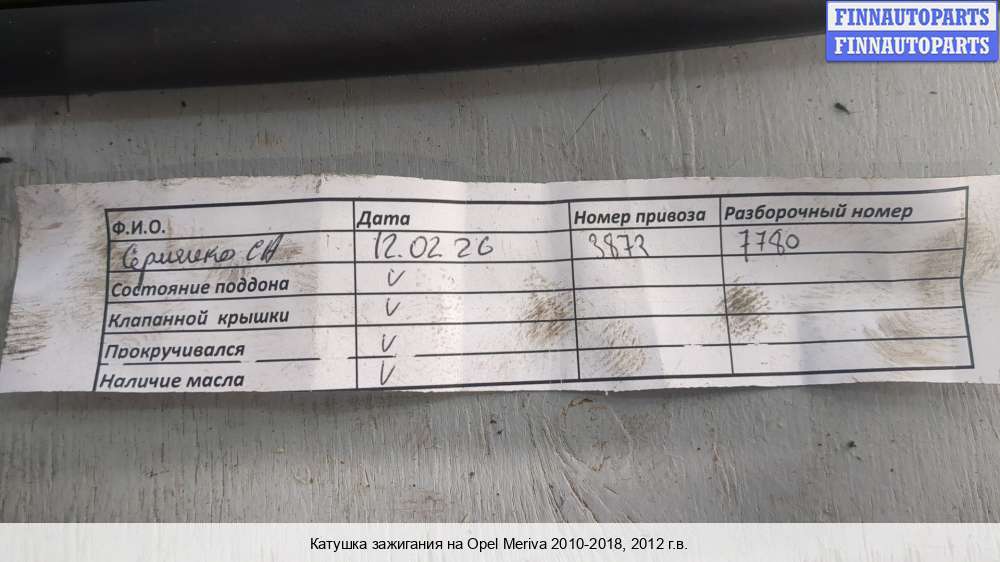 FINNAUTOPARTS
FINNAUTOPARTS
Ф.И.О. Дата Номер привоза Разборочный номер
СА 12.02.26 3873 7780
Состояние поддона V
Клапанной крышки V
Прокручивался V
Наличие масла V
Катушка зажигания на Opel Meriva 2010-2018, 2012 г.в.